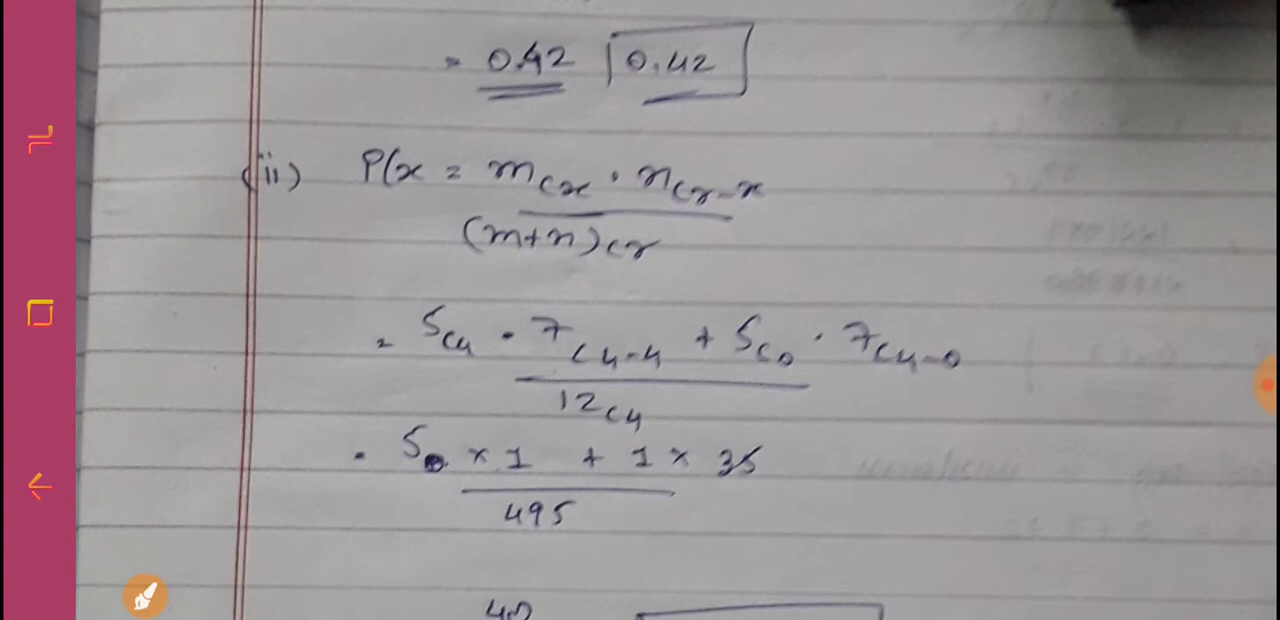 = 0.42 0.42
(ii) P(x = mCx · nCr-x
(m+n)Cr
= 5C4 · 7C4-4 + 5C0 · 7C4-0
12C4
= 5 × 1 + 1 × 35
495
40